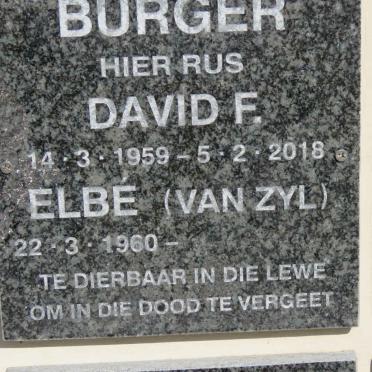 BURGER
HIER RUS
DAVID F.
14 · 3 · 1959 – 5 · 2 · 2018
ELBÉ (VAN ZYL)
22 · 3 · 1960 –
TE DIERBAAR IN DIE LEWE
OM IN DIE DOOD TE VERGEET